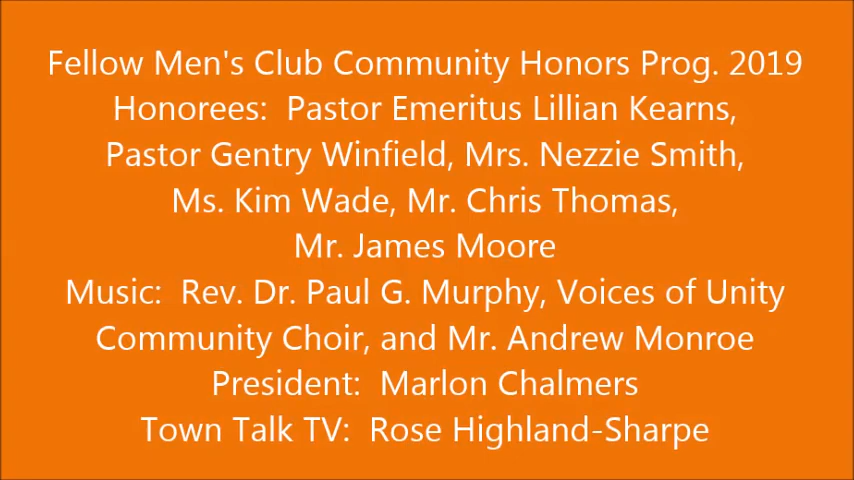 Fellow Men's Club Community Honors Prog. 2019
Honorees:  Pastor Emeritus Lillian Kearns,
Pastor Gentry Winfield, Mrs. Nezzie Smith,
Ms. Kim Wade, Mr. Chris Thomas,
Mr. James Moore
Music:  Rev. Dr. Paul G. Murphy, Voices of Unity
Community Choir, and Mr. Andrew Monroe
President:  Marlon Chalmers
Town Talk TV:  Rose Highland-Sharpe